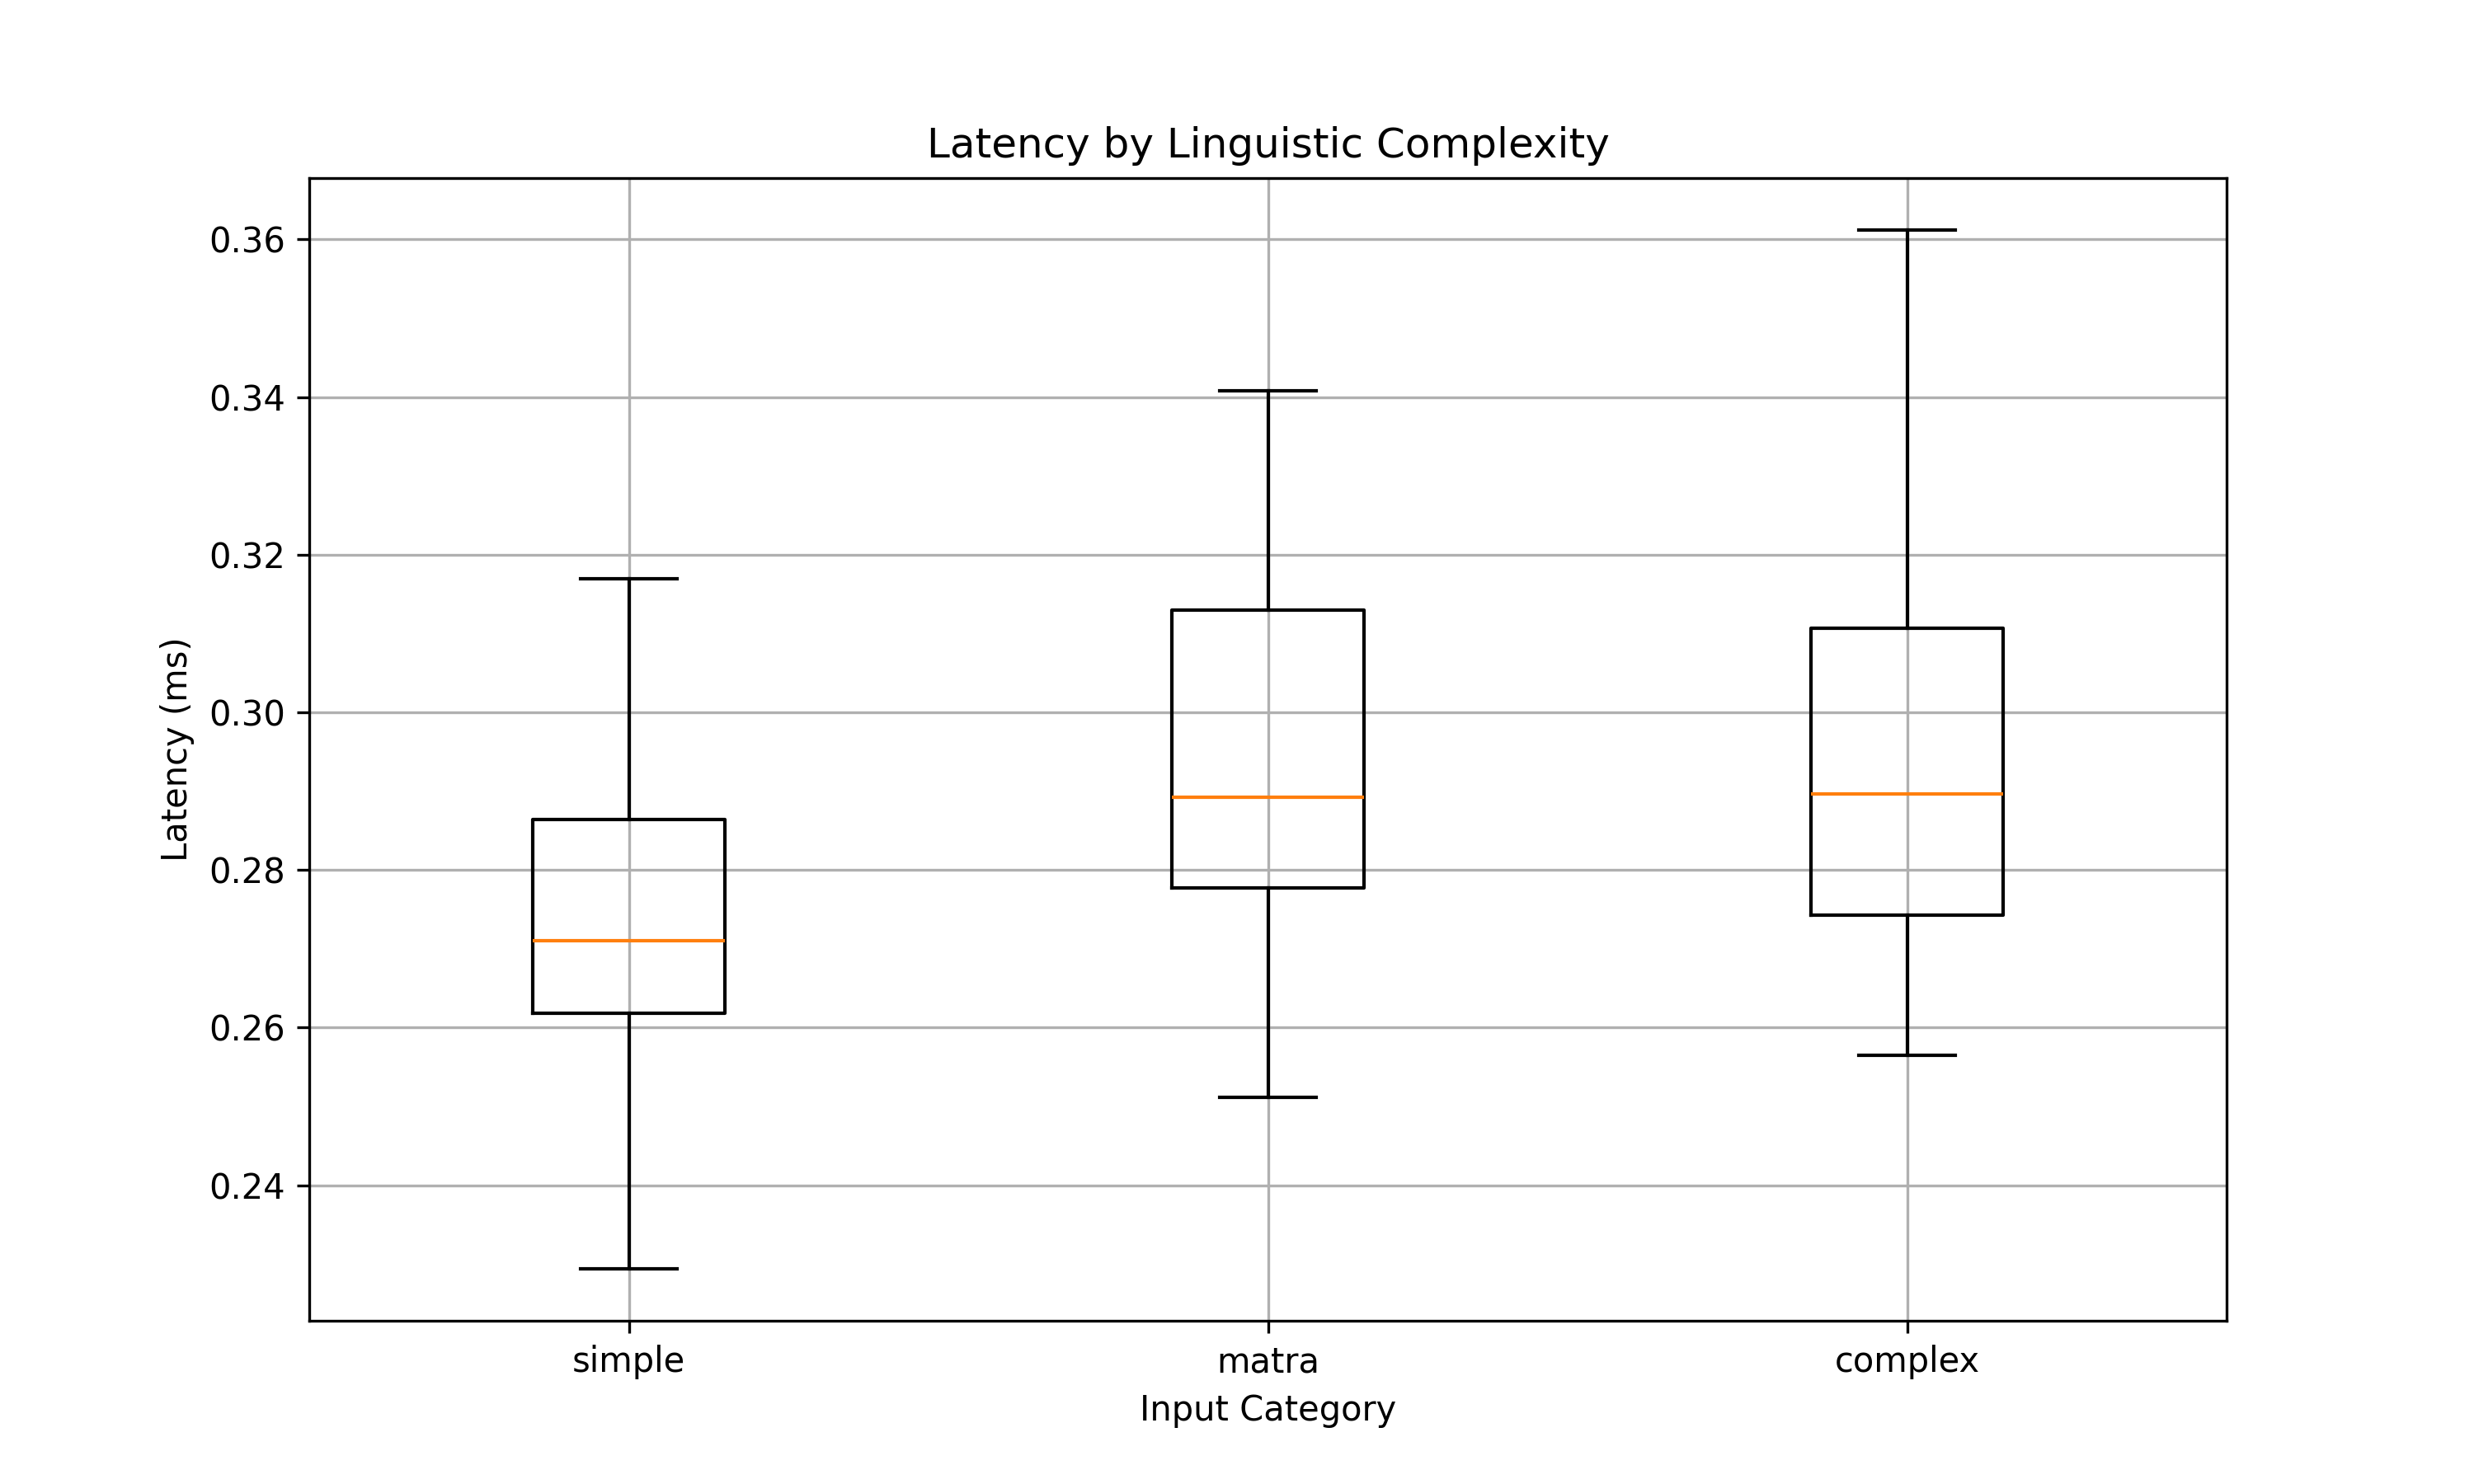 Latency by Linguistic Complexity
0.36
0.34
0.32
0.30
0.28
0.26
0.24
Latency (ms)
simple matra complex
Input Category